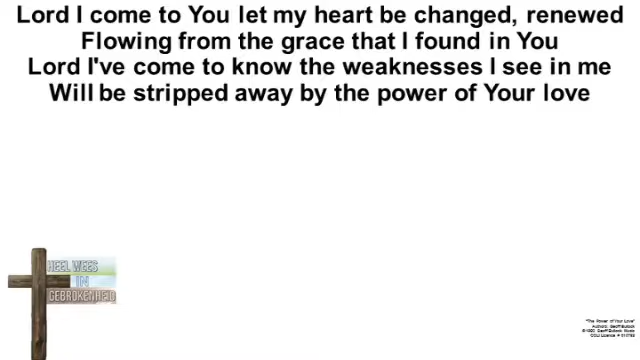 Lord I come to You let my heart be changed, renewed
Flowing from the grace that I found in You
Lord I've come to know the weaknesses I see in me
Will be stripped away by the power of Your love
HEEL WEES
IN
GEBROKENHEID
"The Power of Your Love"